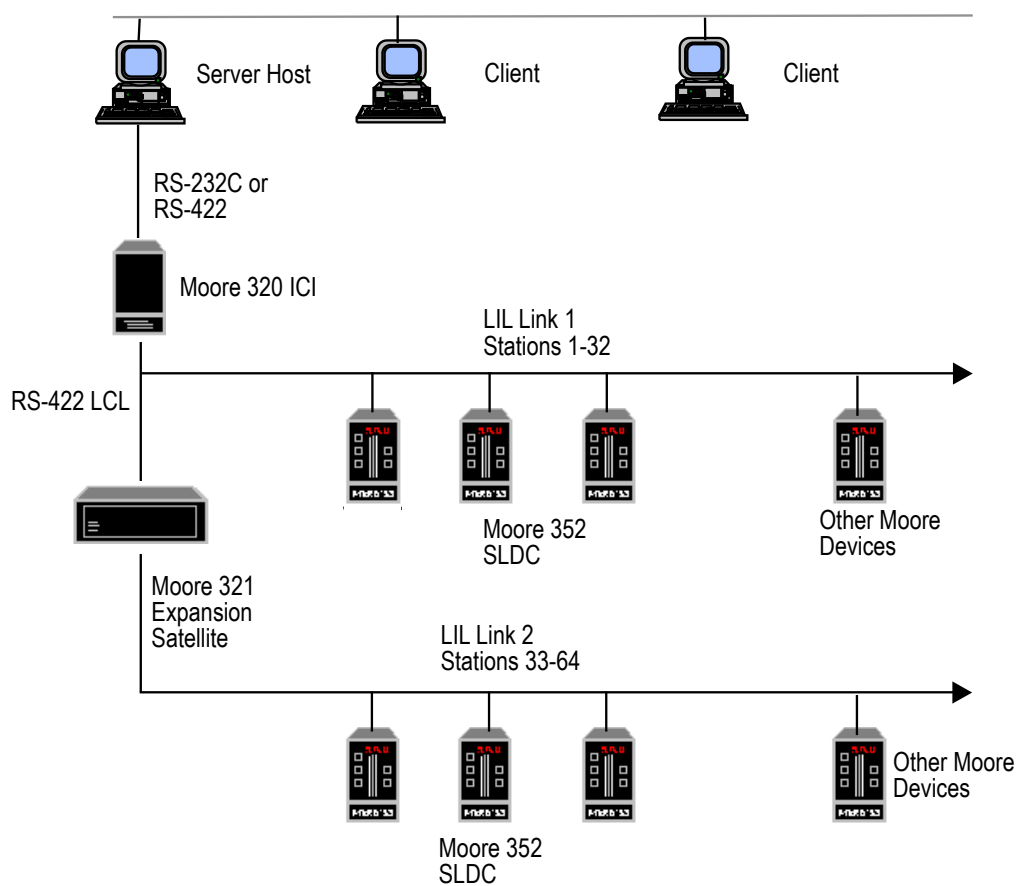 Server Host
Client
Client
RS-232C or
RS-422
Moore 320 ICI
LIL Link 1
Stations 1-32
RS-422 LCL
Moore 352
SLDC
Other Moore
Devices
Moore 321
Expansion
Satellite
LIL Link 2
Stations 33-64
Other Moore
Devices
Moore 352
SLDC